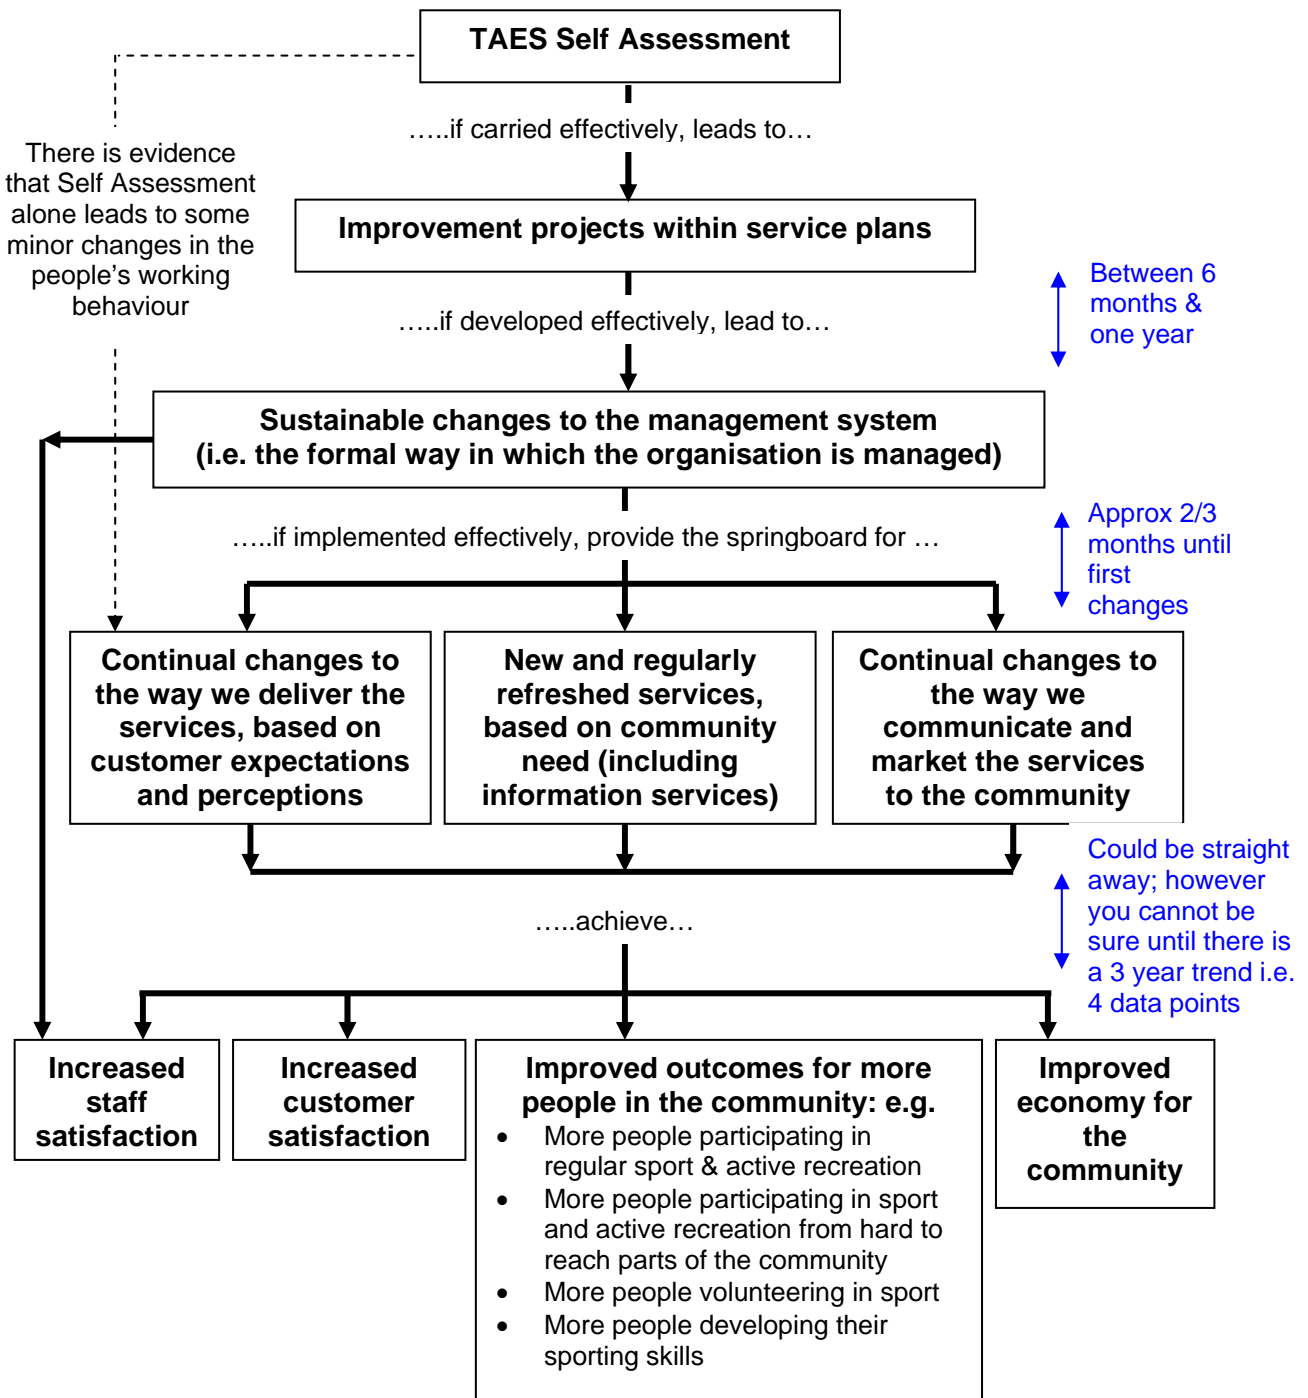 TAES Self Assessment
…..if carried effectively, leads to…
There is evidence
that Self Assessment
alone leads to some
minor changes in the
people’s working
behaviour
Improvement projects within service plans
Between 6
months &
one year
…..if developed effectively, lead to…
Sustainable changes to the management system
(i.e. the formal way in which the organisation is managed)
Approx 2/3
months until
first
changes
…..if implemented effectively, provide the springboard for …
Continual changes to
the way we deliver the
services, based on
customer expectations
and perceptions
New and regularly
refreshed services,
based on community
need (including
information services)
Continual changes to
the way we
communicate and
market the services
to the community
Could be straight
away; however
you cannot be
sure until there is
a 3 year trend i.e.
4 data points
…..achieve…
Increased
staff
satisfaction
Increased
customer
satisfaction
Improved outcomes for more
people in the community: e.g.
• More people participating in
regular sport & active recreation
• More people participating in sport
and active recreation from hard to
reach parts of the community
• More people volunteering in sport
• More people developing their
sporting skills
Improved
economy for
the
community